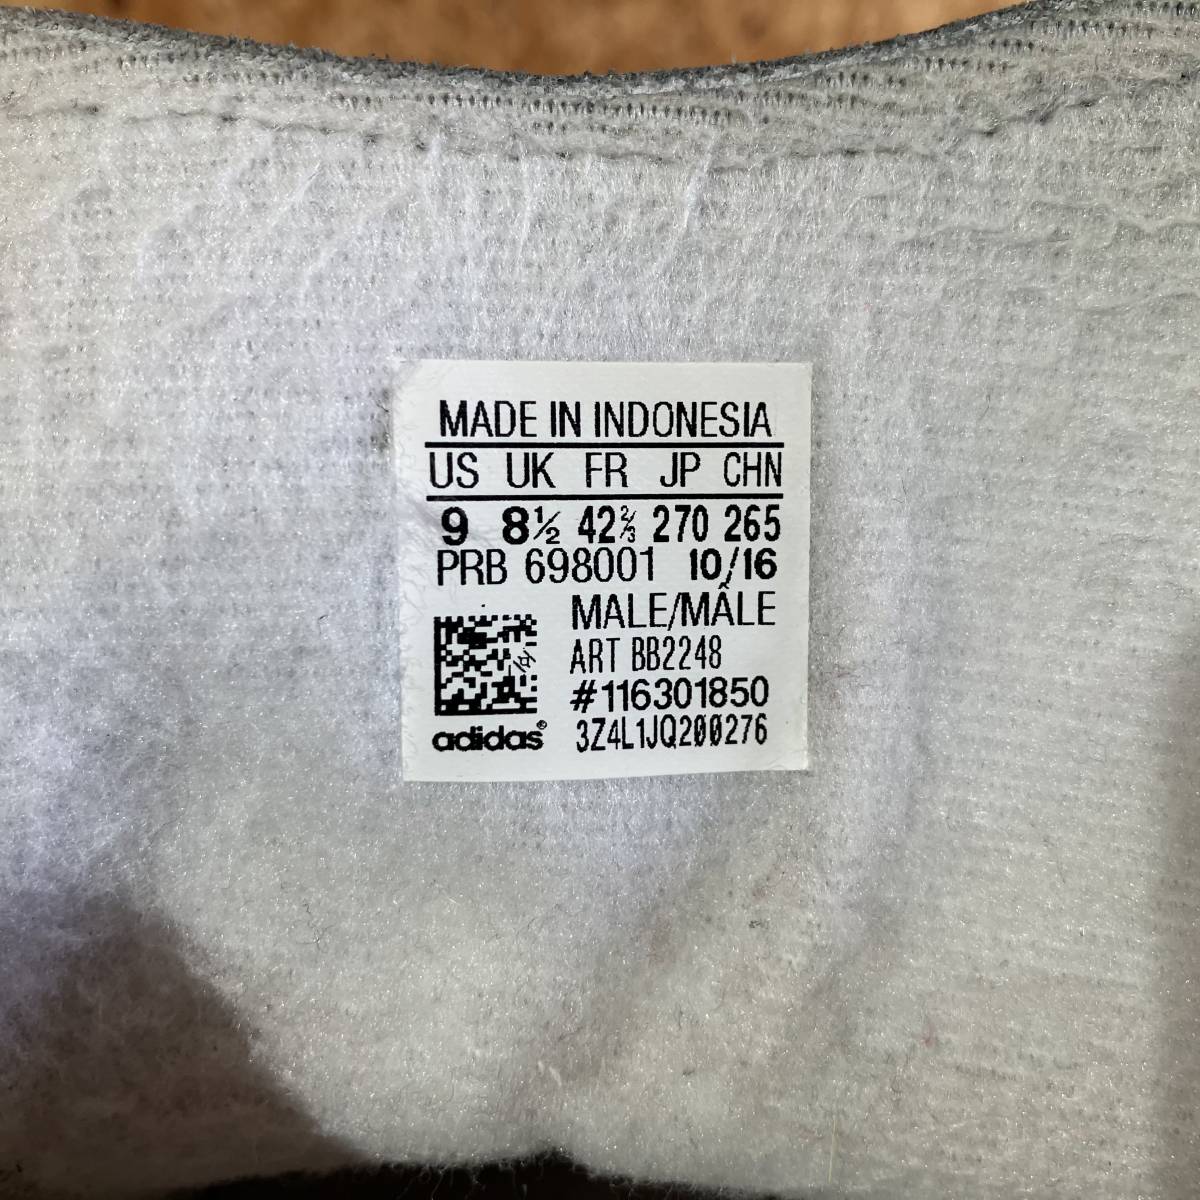 MADE IN INDONESIA
US UK FR JP CHN
9 8½ 42⅔ 270 265
PRB 698001 10/16
MALE/MÂLE
ART BB2248
#116301850
adidas® 3Z4L1JQ200276